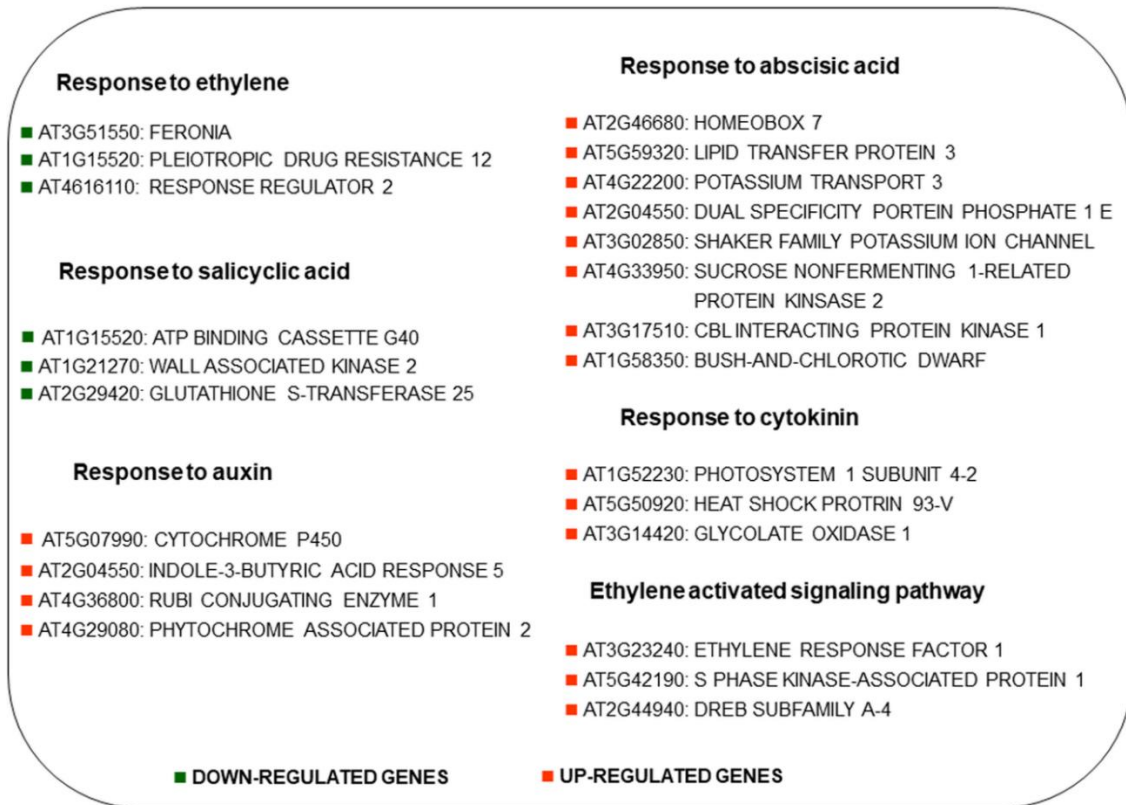 Response to ethylene
AT3G51550: FERONIA
AT1G15520: PLEIOTROPIC DRUG RESISTANCE 12
AT4616110: RESPONSE REGULATOR 2
Response to salicyclic acid
AT1G15520: ATP BINDING CASSETTE G40
AT1G21270: WALL ASSOCIATED KINASE 2
AT2G29420: GLUTATHIONE S-TRANSFERASE 25
Response to auxin
AT5G07990: CYTOCHROME P450
AT2G04550: INDOLE-3-BUTYRIC ACID RESPONSE 5
AT4G36800: RUBI CONJUGATING ENZYME 1
AT4G29080: PHYTOCHROME ASSOCIATED PROTEIN 2
Response to abscisic acid
AT2G46680: HOMEOBOX 7
AT5G59320: LIPID TRANSFER PROTEIN 3
AT4G22200: POTASSIUM TRANSPORT 3
AT2G04550: DUAL SPECIFICITY PORTEIN PHOSPHATE 1 E
AT3G02850: SHAKER FAMILY POTASSIUM ION CHANNEL
AT4G33950: SUCROSE NONFERMENTING 1-RELATED
PROTEIN KINSASE 2
AT3G17510: CBL INTERACTING PROTEIN KINASE 1
AT1G58350: BUSH-AND-CHLOROTIC DWARF
Response to cytokinin
AT1G52230: PHOTOSYSTEM 1 SUBUNIT 4-2
AT5G50920: HEAT SHOCK PROTRIN 93-V
AT3G14420: GLYCOLATE OXIDASE 1
Ethylene activated signaling pathway
AT3G23240: ETHYLENE RESPONSE FACTOR 1
AT5G42190: S PHASE KINASE-ASSOCIATED PROTEIN 1
AT2G44940: DREB SUBFAMILY A-4
DOWN-REGULATED GENES
UP-REGULATED GENES